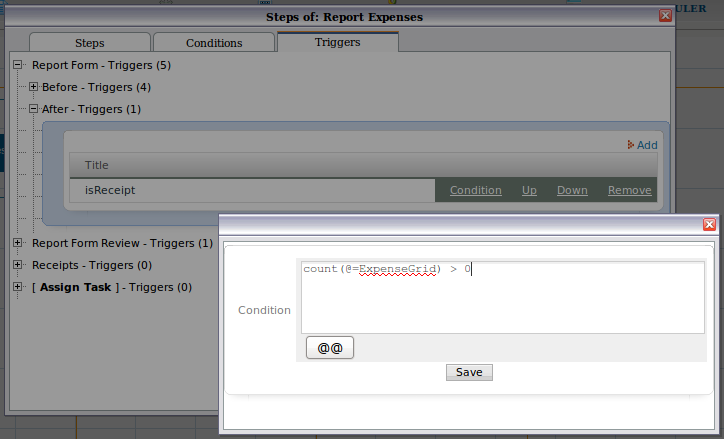 ULER
Steps of: Report Expenses
Steps Conditions Triggers
Report Form - Triggers (5)
Before - Triggers (4)
After - Triggers (1)
Add
Title
isReceipt Condition Up Down Remove
Report Form Review - Triggers (1)
Receipts - Triggers (0)
[ Assign Task ] - Triggers (0)
count(@=ExpenseGrid) > 0
Condition
@@
Save